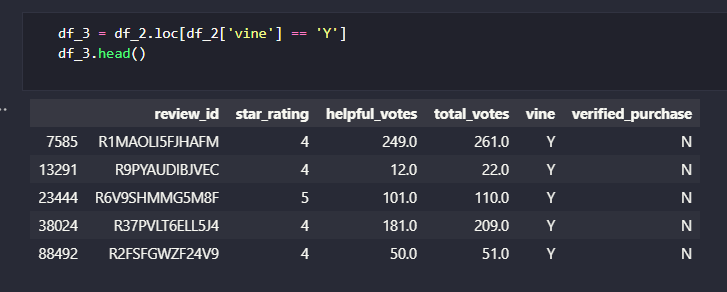 df_3 = df_2.loc[df_2['vine'] == 'Y']
df_3.head()
review_id star_rating helpful_votes total_votes vine verified_purchase
7585 R1MAOLI5FJHAFM 4 249.0 261.0 Y N
13291 R9PYAUDIBJVEC 4 12.0 22.0 Y N
23444 R6V9SHMMG5M8F 5 101.0 110.0 Y N
38024 R37PVLT6ELL5J4 4 181.0 209.0 Y N
88492 R2FSFGWZF24V9 4 50.0 51.0 Y N